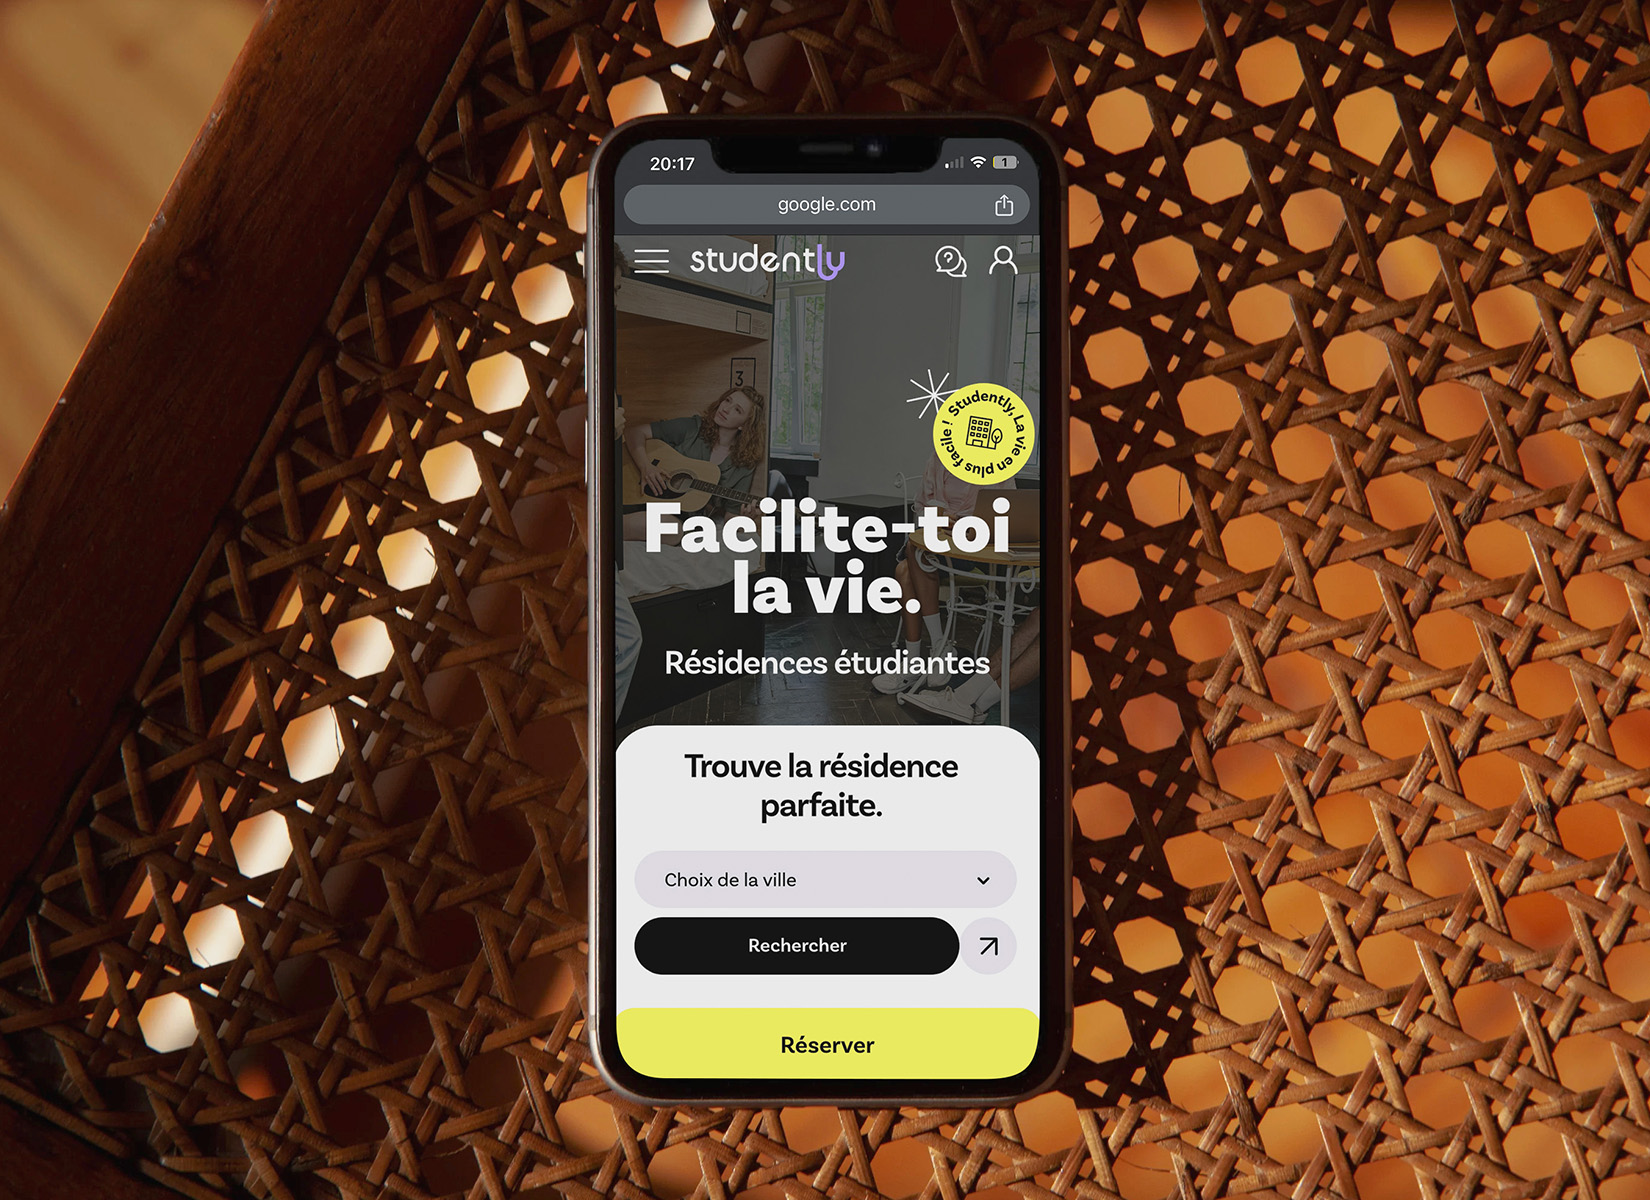 20:17
1
google.com
studently
3
Studently, La vie en plus facile !
Facilite-toi
la vie.
Résidences étudiantes
Trouve la résidence
parfaite.
Choix de la ville
Rechercher
Réserver